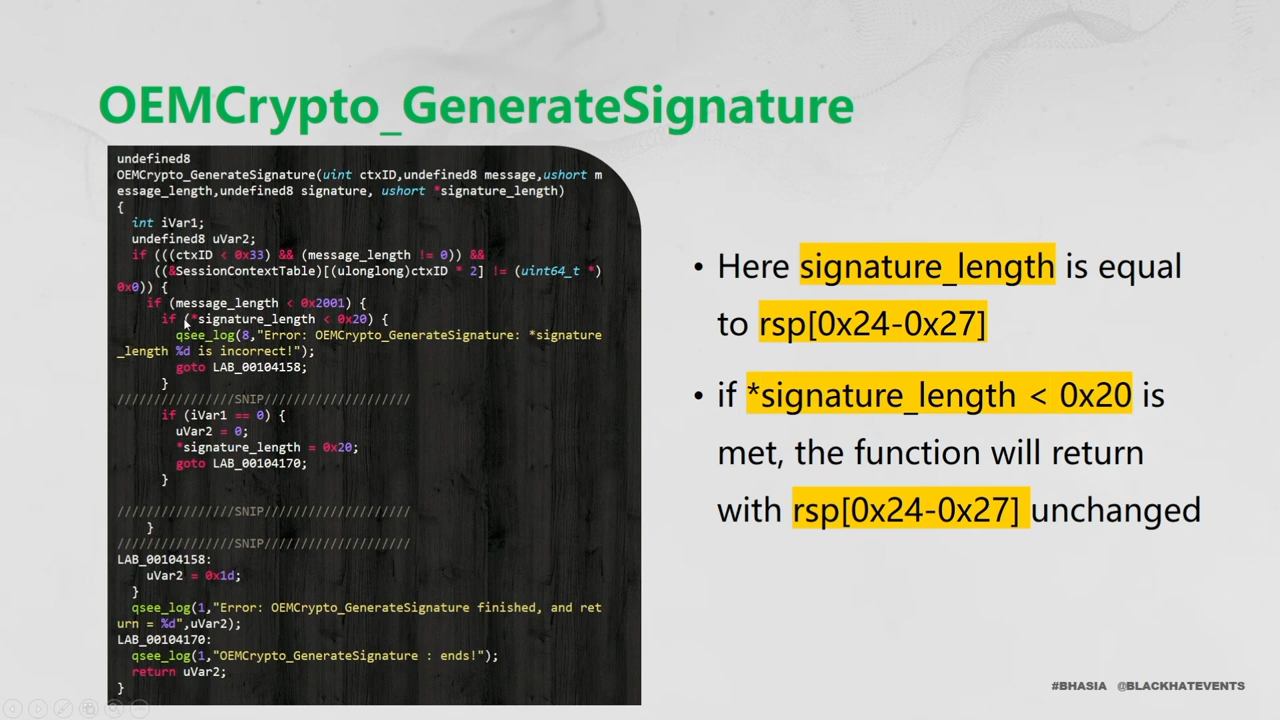 OEMCrypto_GenerateSignature
undefined8
OEMCrypto_GenerateSignature(uint ctxID,undefined8 message,ushort m
essage_length,undefined8 signature, ushort *signature_length)
{
int iVar1;
undefined8 uVar2;
if (((ctxID < 0x33) && (message_length != 0)) &&
((&SessionContextTable)[(ulonglong)ctxID * 2] != (uint64_t *)
0x0)) {
if (message_length < 0x2001) {
if (*signature_length < 0x20) {
qsee_log(8,"Error: OEMCrypto_GenerateSignature: *signature
_length %d is incorrect!");
goto LAB_00104158;
}
////////////////SNIP////////////////////
if (iVar1 == 0) {
uVar2 = 0;
*signature_length = 0x20;
goto LAB_00104170;
}
////////////////SNIP////////////////////
}
////////////////SNIP////////////////////
LAB_00104158:
uVar2 = 0x1d;
}
qsee_log(1,"Error: OEMCrypto_GenerateSignature finished, and ret
urn = %d",uVar2);
LAB_00104170:
qsee_log(1,"OEMCrypto_GenerateSignature : ends!");
return uVar2;
}
• Here signature_length is equal
to rsp[0x24-0x27]
• if *signature_length < 0x20 is
met, the function will return
with rsp[0x24-0x27] unchanged
#BHASIA @BLACKHATEVENTS